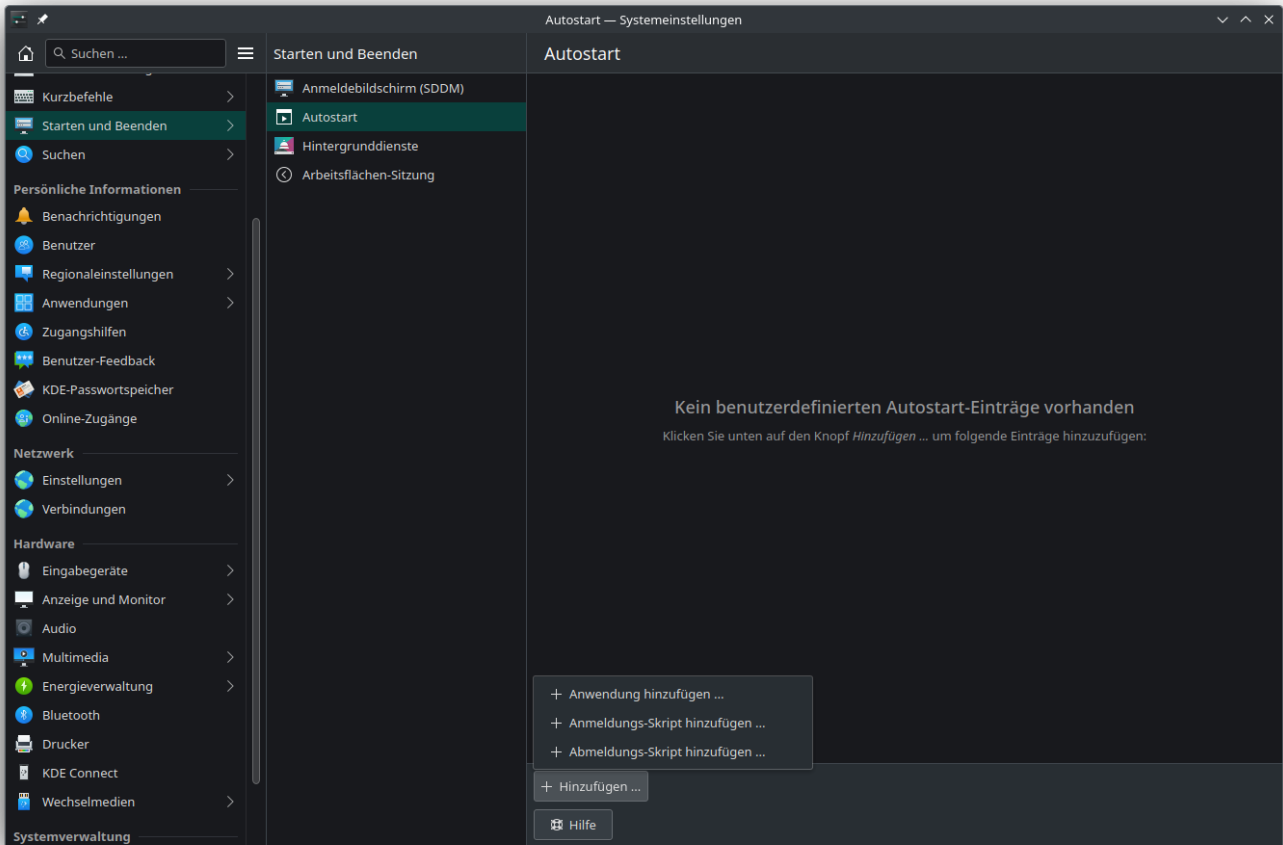 Autostart — Systemeinstellungen
Suchen ...
Kurzbefehle
Starten und Beenden
Suchen
Persönliche Informationen
Benachrichtigungen
Benutzer
Regionaleinstellungen
Anwendungen
Zugangshilfen
Benutzer-Feedback
KDE-Passwortspeicher
Online-Zugänge
Netzwerk
Einstellungen
Verbindungen
Hardware
Eingabegeräte
Anzeige und Monitor
Audio
Multimedia
Energieverwaltung
Bluetooth
Drucker
KDE Connect
Wechselmedien
Systemverwaltung
Starten und Beenden
Anmeldebildschirm (SDDM)
Autostart
Hintergrunddienste
Arbeitsflächen-Sitzung
Autostart
Kein benutzerdefinierten Autostart-Einträge vorhanden
Klicken Sie unten auf den Knopf Hinzufügen ... um folgende Einträge hinzuzufügen:
+ Anwendung hinzufügen ...
+ Anmeldungs-Skript hinzufügen ...
+ Abmeldungs-Skript hinzufügen ...
+ Hinzufügen ...
Hilfe